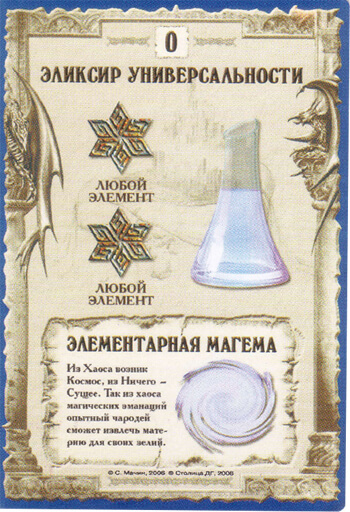 0
ЭЛИКСИР УНИВЕРСАЛЬНОСТИ
ЛЮБОЙ
ЭЛЕМЕНТ
ЛЮБОЙ
ЭЛЕМЕНТ
ЭЛЕМЕНТАРНАЯ МАГЕМА
Из Хаоса возник
Космос, из Ничего –
Сущее. Так из хаоса
магических эманаций
опытный чародей
сможет извлечь мате-
рию для своих зелий.
© С. Мачин, 2006 © Столица ДГ, 2006